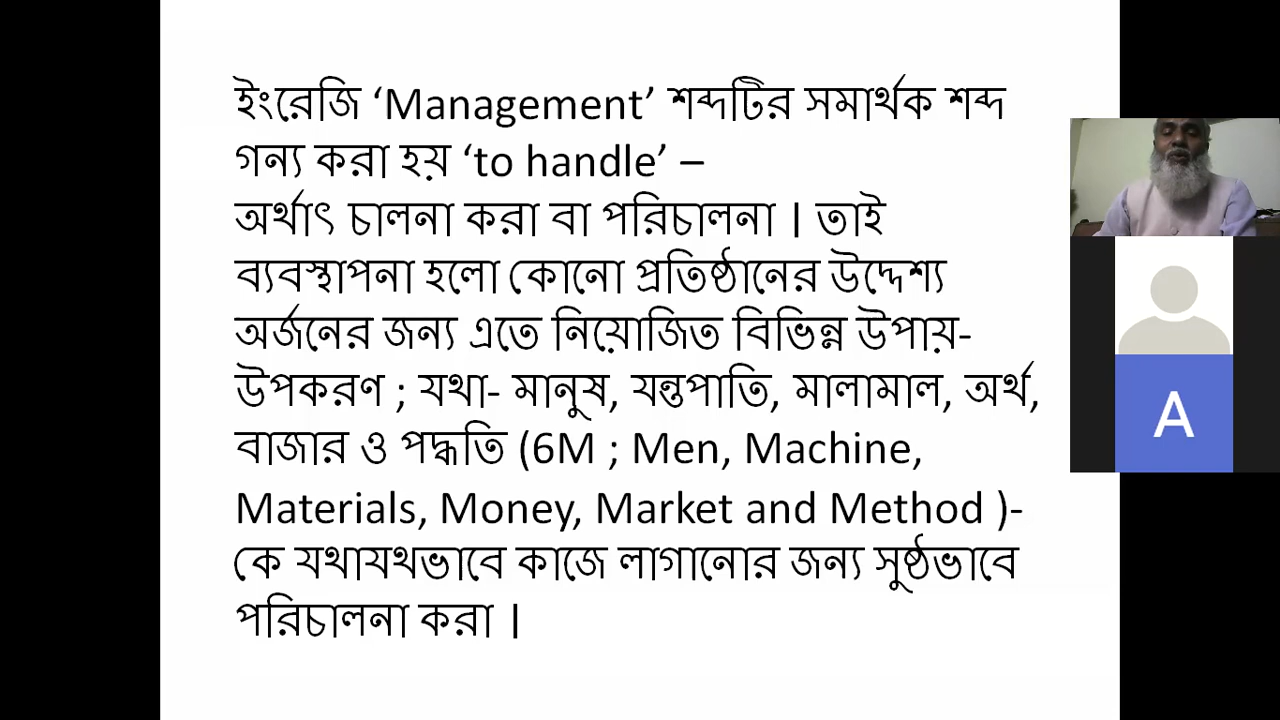 ইংরেজি ‘Management’ শব্দটির সমার্থক শব্দ
গন্য করা হয় ‘to handle’ –
অর্থাৎ চালনা করা বা পরিচালনা । তাই
ব্যবস্থাপনা হলো কোনো প্রতিষ্ঠানের উদ্দেশ্য
অর্জনের জন্য এতে নিয়োজিত বিভিন্ন উপায়-
উপকরণ ; যথা- মানুষ, যন্তপাতি, মালামাল, অর্থ,
বাজার ও পদ্ধতি (6M ; Men, Machine,
Materials, Money, Market and Method )-
কে যথাযথভাবে কাজে লাগানোর জন্য সুষ্ঠভাবে
পরিচালনা করা ।
A